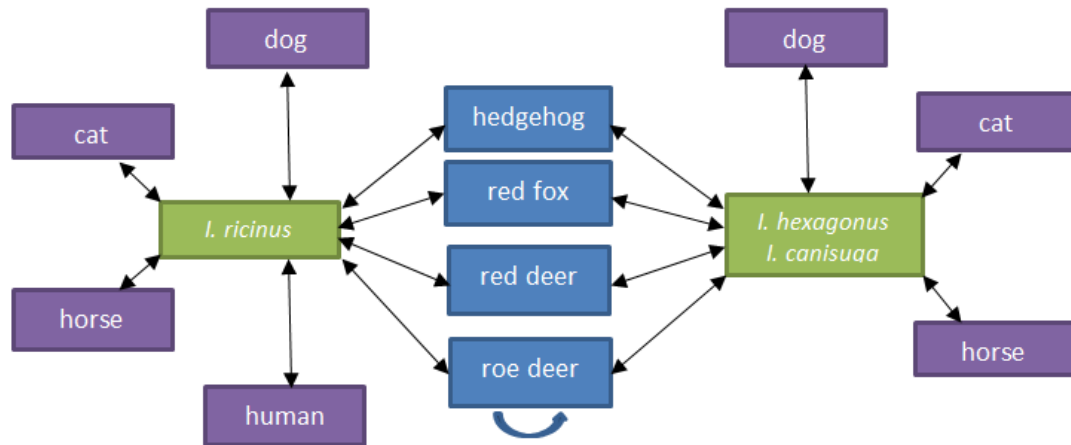 dog
dog
hedgehog
cat
cat
red fox
I. ricinus
I. hexagonus
I. canisuga
red deer
horse
horse
roe deer
human